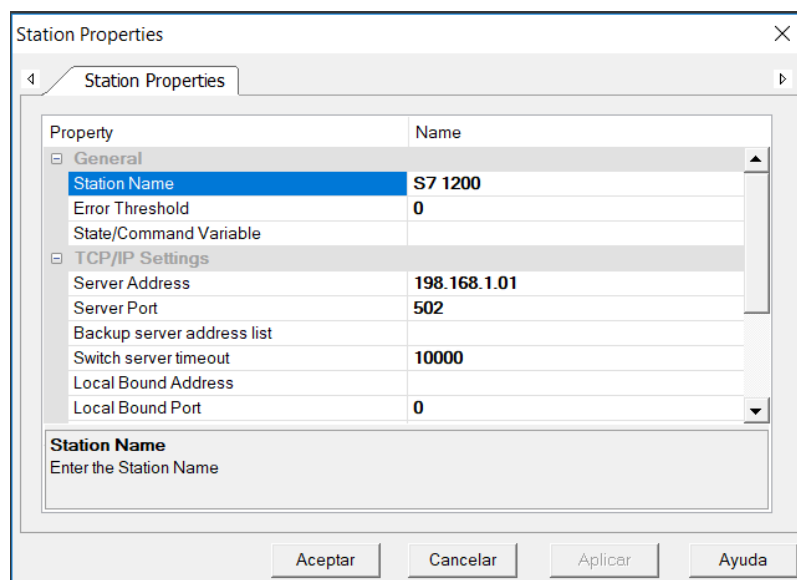 Station Properties
Station Properties
Property Name
General
Station Name S7 1200
Error Threshold 0
State/Command Variable
TCP/IP Settings
Server Address 198.168.1.01
Server Port 502
Backup server address list
Switch server timeout 10000
Local Bound Address
Local Bound Port 0
Station Name
Enter the Station Name
Aceptar Cancelar Aplicar Ayuda